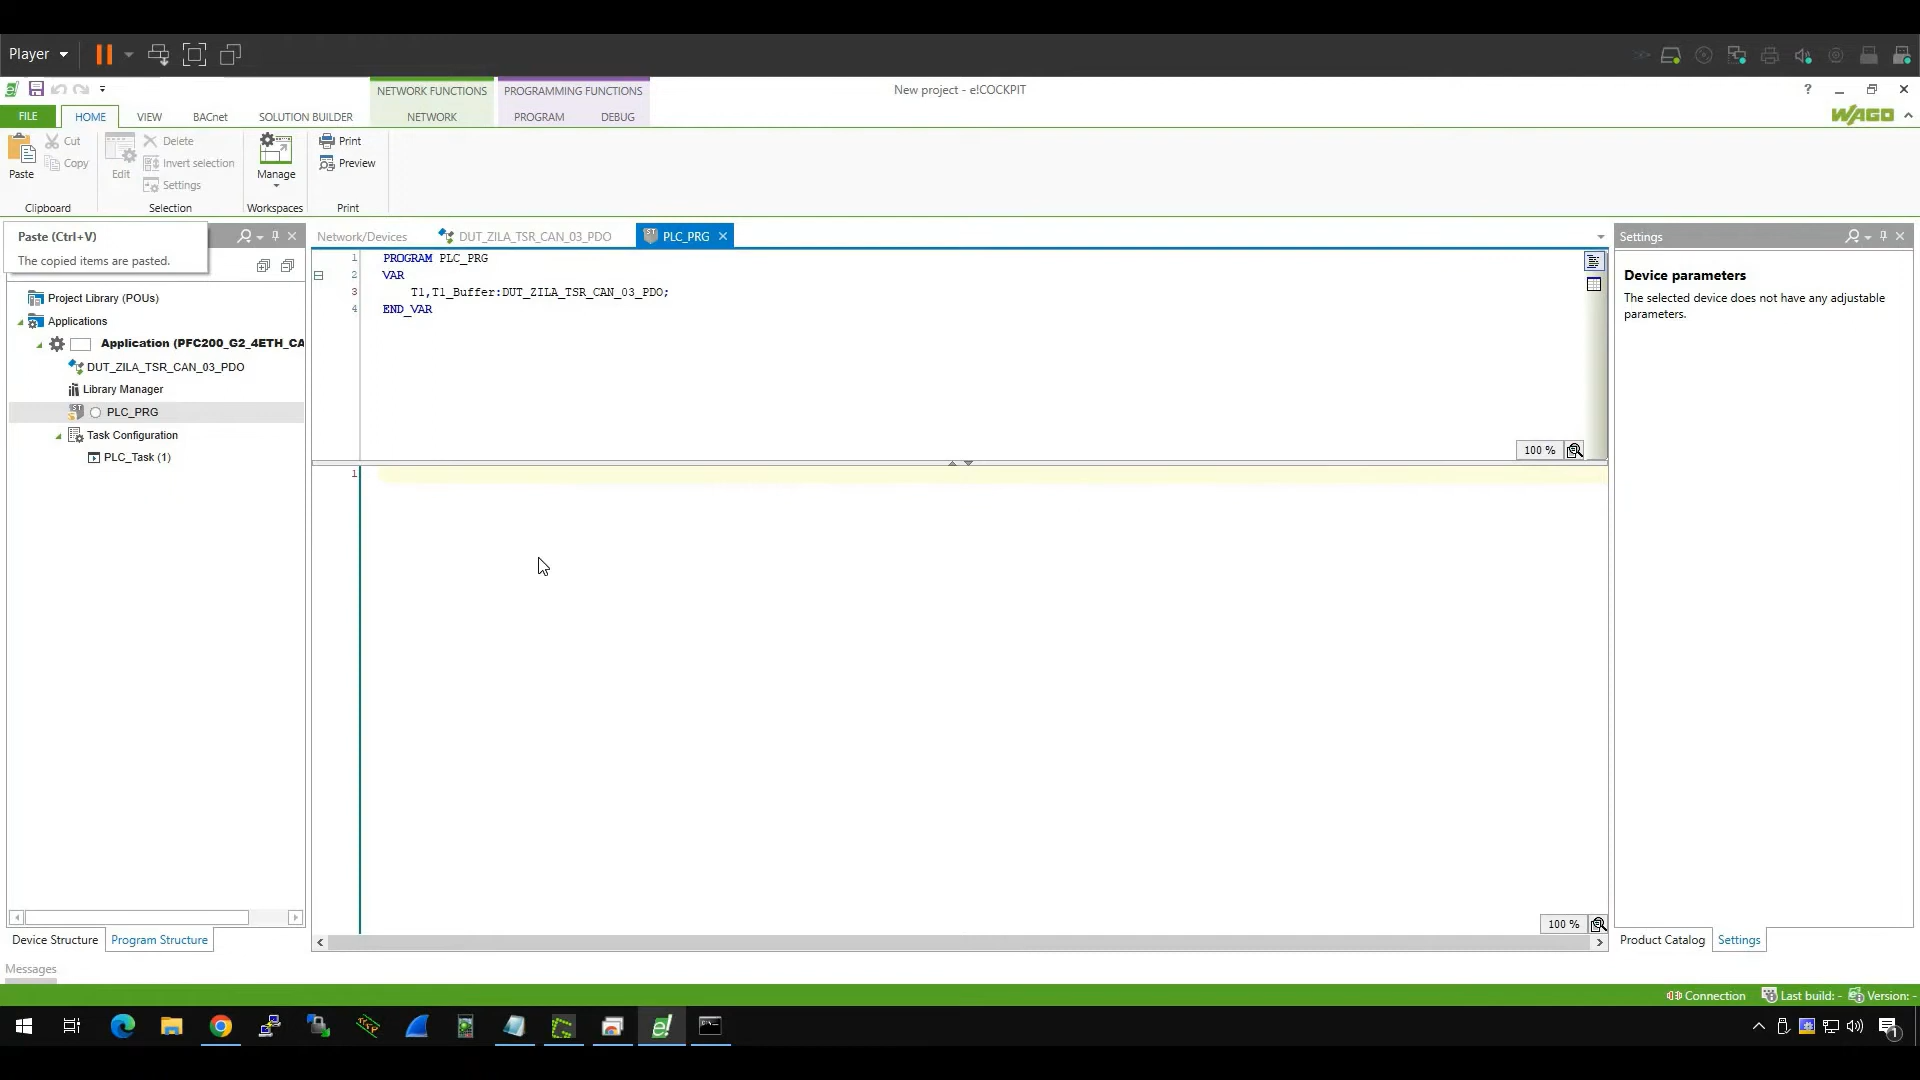 Player
New project - e!COCKPIT
NETWORK FUNCTIONS
PROGRAMMING FUNCTIONS
FILE
HOME
VIEW
BACnet
SOLUTION BUILDER
NETWORK
PROGRAM
DEBUG
WAGO
Paste
Cut
Copy
Clipboard
Edit
Delete
Invert selection
Settings
Selection
Manage
Workspaces
Print
Preview
Print
Paste (Ctrl+V)
The copied items are pasted.
Project Library (POUs)
Applications
Application (PFC200_G2_4ETH_CA
DUT_ZILA_TSR_CAN_03_PDO
Library Manager
PLC_PRG
Task Configuration
PLC_Task (1)
Device Structure
Program Structure
Network/Devices
DUT_ZILA_TSR_CAN_03_PDO
PLC_PRG
1 PROGRAM PLC_PRG
2 VAR
3 T1,T1_Buffer:DUT_ZILA_TSR_CAN_03_PDO;
4 END_VAR
100 %
1
100 %
Settings
Device parameters
The selected device does not have any adjustable
parameters.
Product Catalog
Settings
Messages
Connection
Last build: -
Version: -
1